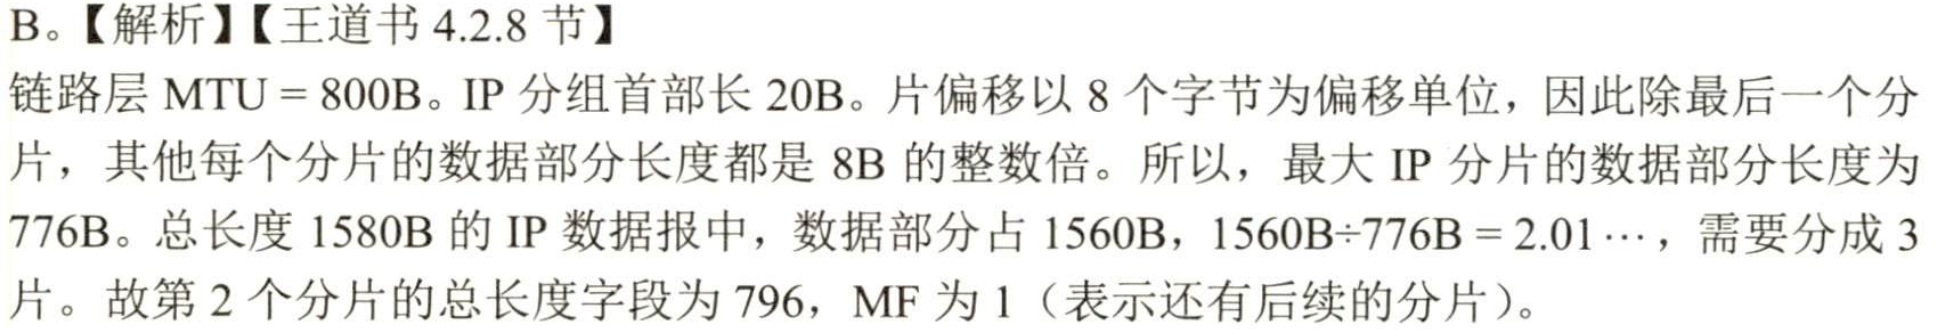 B。【解析】【王道书 4.2.8 节】
链路层 MTU = 800B。IP 分组首部长 20B。片偏移以 8 个字节为偏移单位，因此除最后一个分
片，其他每个分片的数据部分长度都是 8B 的整数倍。所以，最大 IP 分片的数据部分长度为
776B。总长度 1580B 的 IP 数据报中，数据部分占 1560B，1560B÷776B = 2.01…，需要分成 3
片。故第 2 个分片的总长度字段为 796，MF 为 1（表示还有后续的分片）。